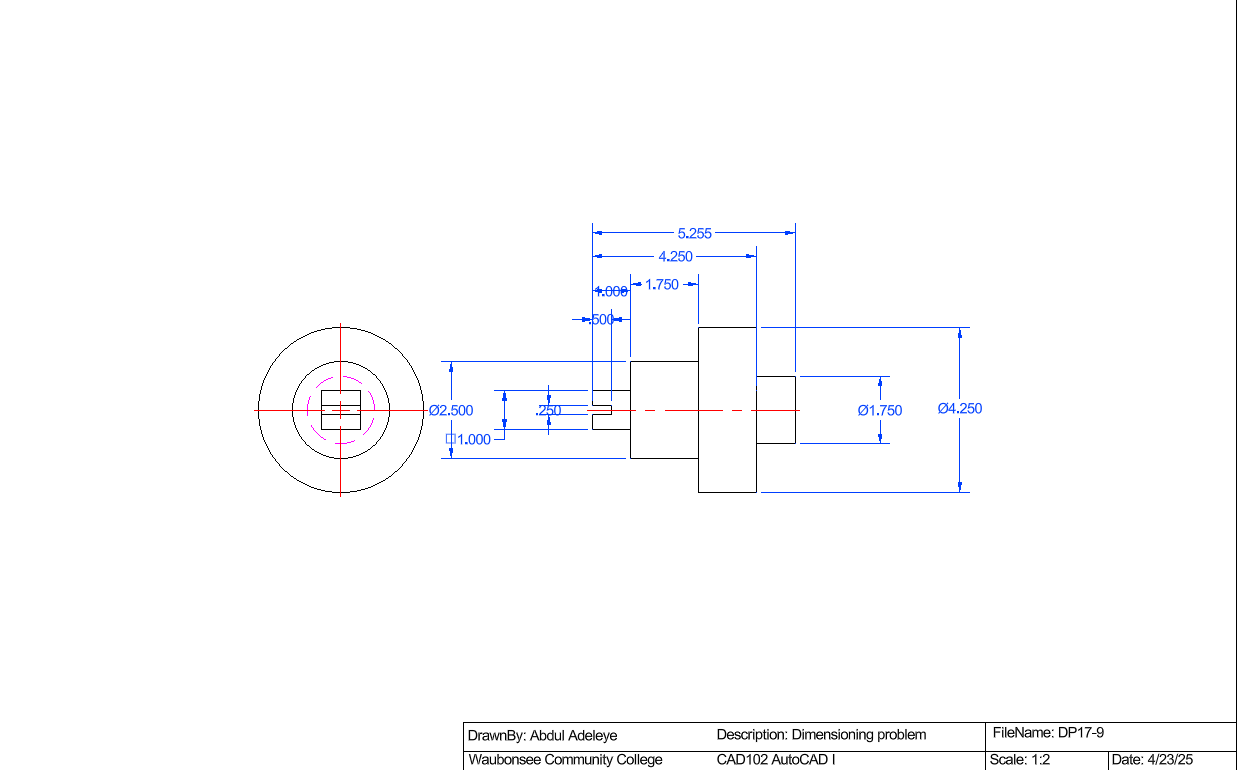 5.255
4.250
1.750
1.000
.500
Ø2.500
.250
Ø1.750
Ø4.250
□1.000
DrawnBy: Abdul Adeleye
Description: Dimensioning problem
FileName: DP17-9
Waubonsee Community College
CAD102 AutoCAD I
Scale: 1:2
Date: 4/23/25